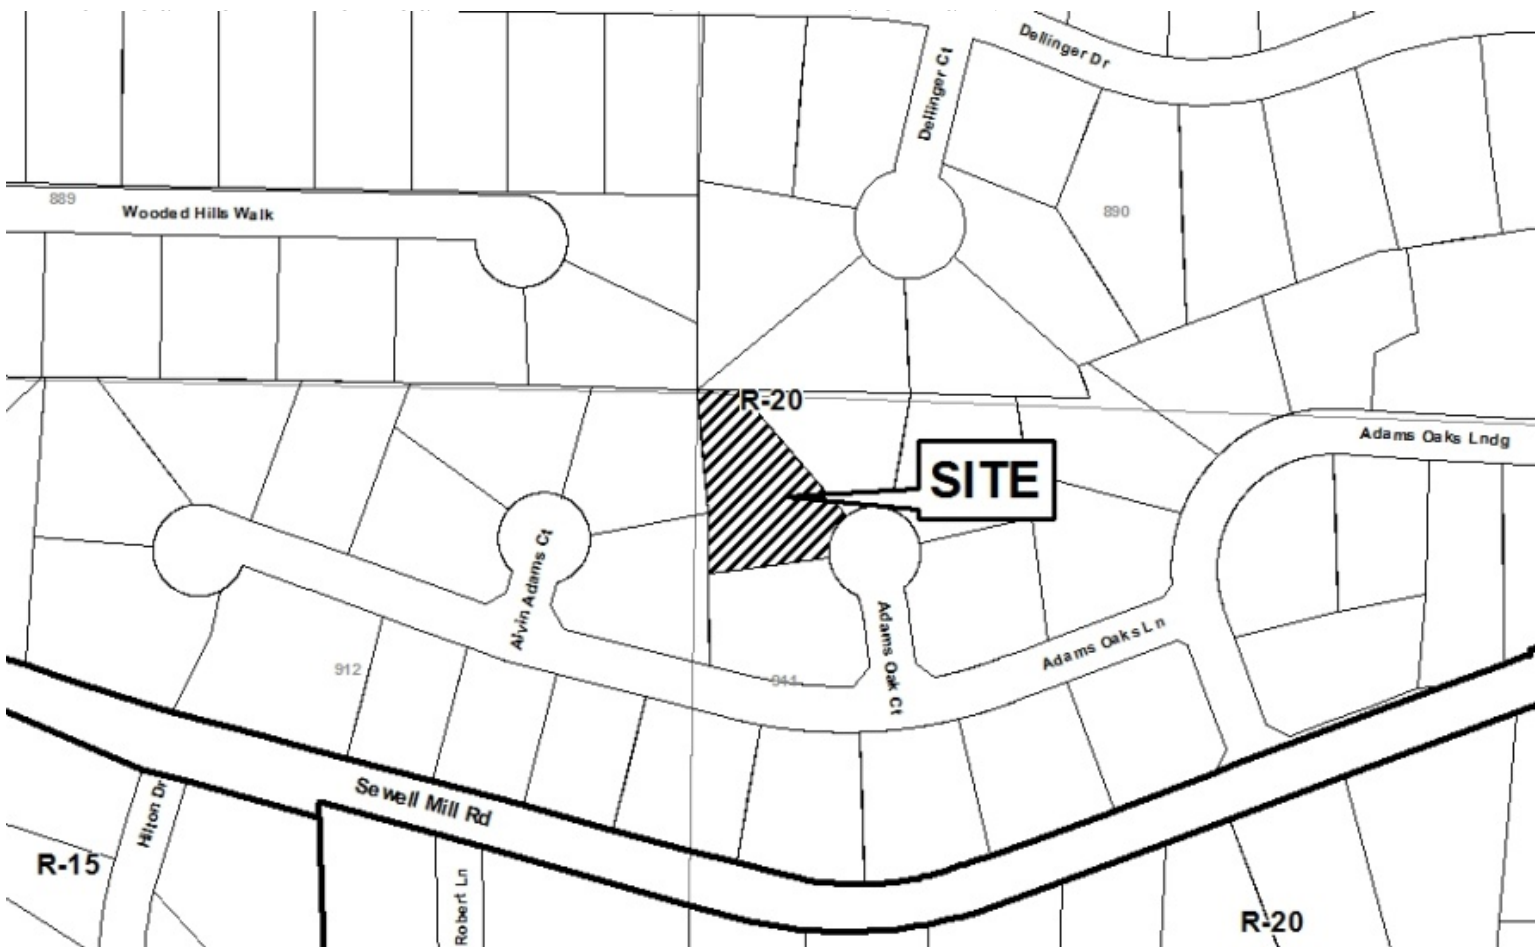 Dellinger Dr
Dellinger Ct
889
Wooded Hills Walk
890
R-20
Adams Oaks Lndg
SITE
Alvin Adams Ct
Adams Oak Ct
Adams Oaks Ln
912
911
Sewell Mill Rd
Hilton Dr
R-15
Robert Ln
R-20